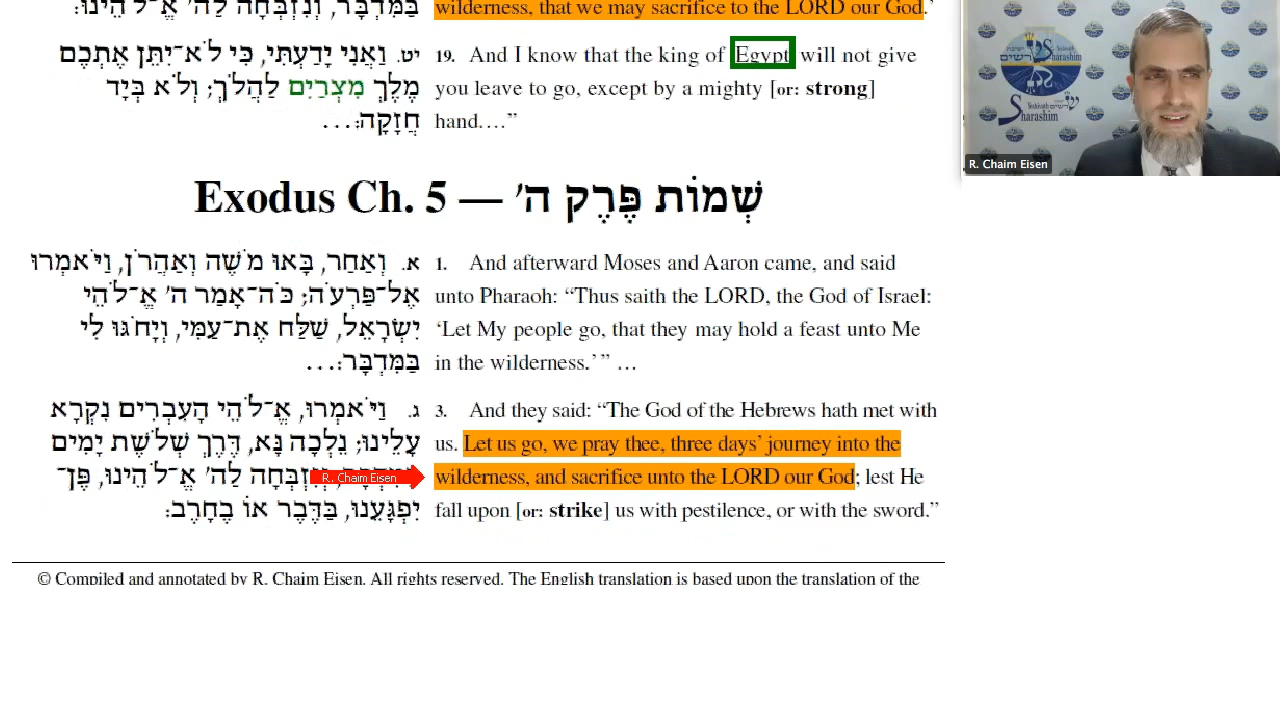 בַּמִּדְבָּר, וְנִזְבְּחָה לַה' אֱ־לֹהֵינוּ:
wilderness, that we may sacrifice to the LORD our God.'
יט. וַאֲנִי יָדַעְתִּי, כִּי לֹא־יִתֵּן אֶתְכֶם
מֶלֶךְ מִצְרַיִם לַהֲלֹךְ; וְלֹא בְּיָד
חֲזָקָה:...
19. And I know that the king of Egypt will not give
you leave to go, except by a mighty [or: strong]
hand....”
Exodus Ch. 5 — שְׁמוֹת פֶּרֶק ה'
א. וְאַחַר, בָּאוּ מֹשֶׁה וְאַהֲרֹן, וַיֹּאמְרוּ
אֶל־פַּרְעֹה; כֹּה־אָמַר ה' אֱ־לֹהֵי
יִשְׂרָאֵל, שַׁלַּח אֶת־עַמִּי, וְיָחֹגּוּ לִי
בַּמִּדְבָּר:...
1. And afterward Moses and Aaron came, and said
unto Pharaoh: “Thus saith the LORD, the God of Israel:
‘Let My people go, that they may hold a feast unto Me
in the wilderness.’” ...
ג. וַיֹּאמְרוּ, אֱ־לֹהֵי הָעִבְרִים נִקְרָא
עָלֵינוּ; נֵלְכָה נָּא, דֶּרֶךְ שְׁלֹשֶׁת יָמִים
לַה' אֱ־לֹהֵינוּ, פֶּן־
יִפְגָּעֵנוּ, בַּדֶּבֶר אוֹ בֶחָרֶב:
3. And they said: “The God of the Hebrews hath met with
us. Let us go, we pray thee, three days’ journey into the
wilderness, and sacrifice unto the LORD our God; lest He
fall upon [or: strike] us with pestilence, or with the sword.”
R. Chaim Eisen
© Compiled and annotated by R. Chaim Eisen. All rights reserved. The English translation is based upon the translation of the
Yeshivath
Sharashim
Yeshivath
Sharashim
R. Chaim Eisen